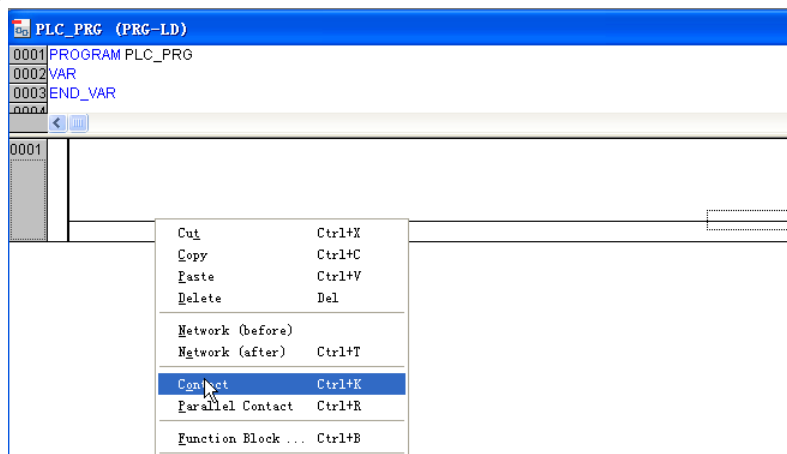 PLC_PRG (PRG-LD)
0001 PROGRAM PLC_PRG
0002 VAR
0003 END_VAR
0004
0001
Cut Ctrl+X
Copy Ctrl+C
Paste Ctrl+V
Delete Del
Network (before)
Network (after) Ctrl+T
Contact Ctrl+K
Parallel Contact Ctrl+R
Function Block ... Ctrl+B